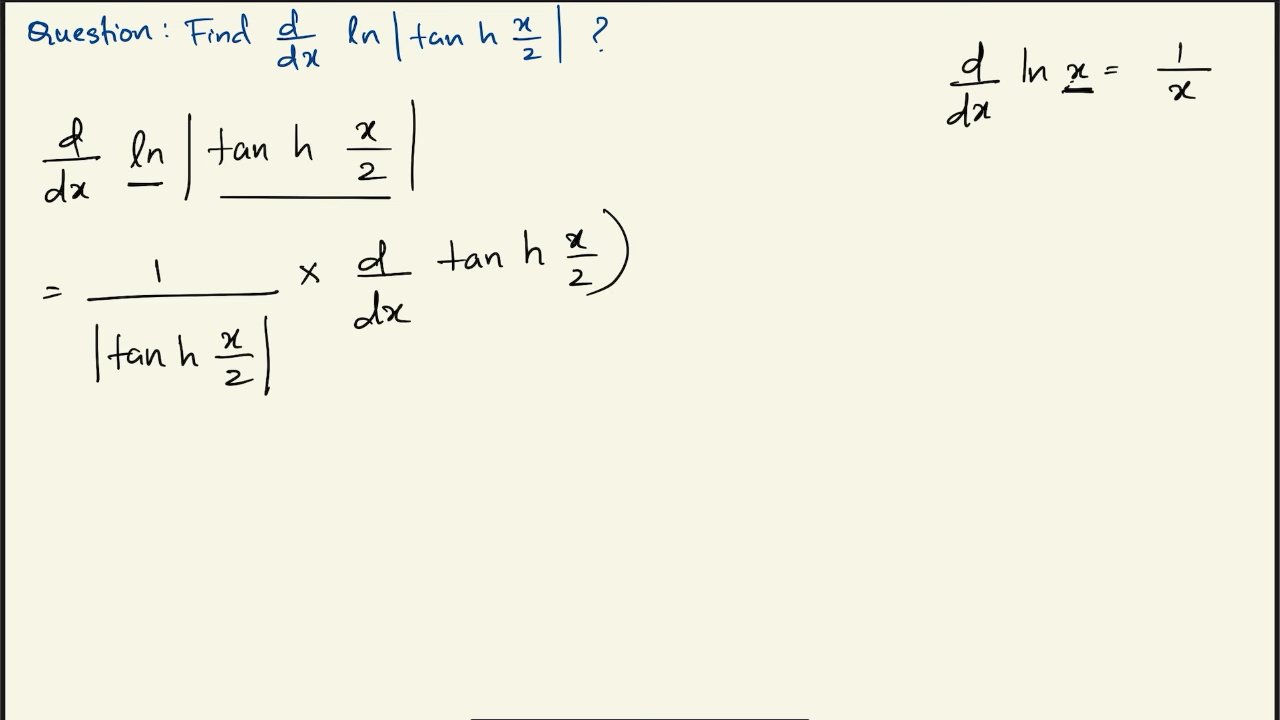 Question: Find d/dx ln |tan h x/2| ?
d/dx ln x = 1/x
d/dx ln |tan h x/2|
= 1/|tan h x/2| × d/dx tan h x/2)